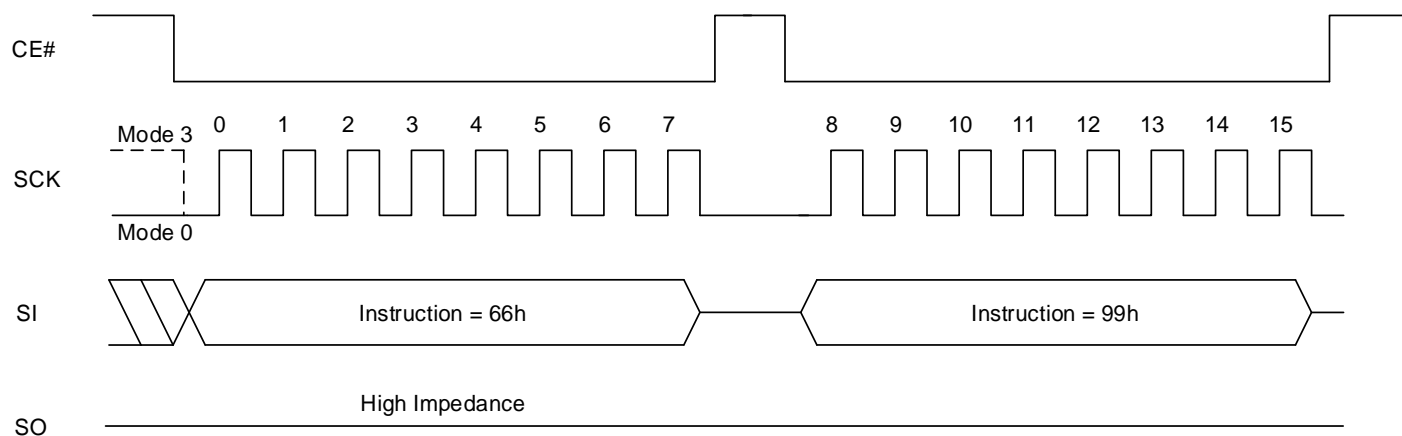 CE#
Mode 3
0 1 2 3 4 5 6 7 8 9 10 11 12 13 14 15
SCK
Mode 0
SI
Instruction = 66h
Instruction = 99h
High Impedance
SO